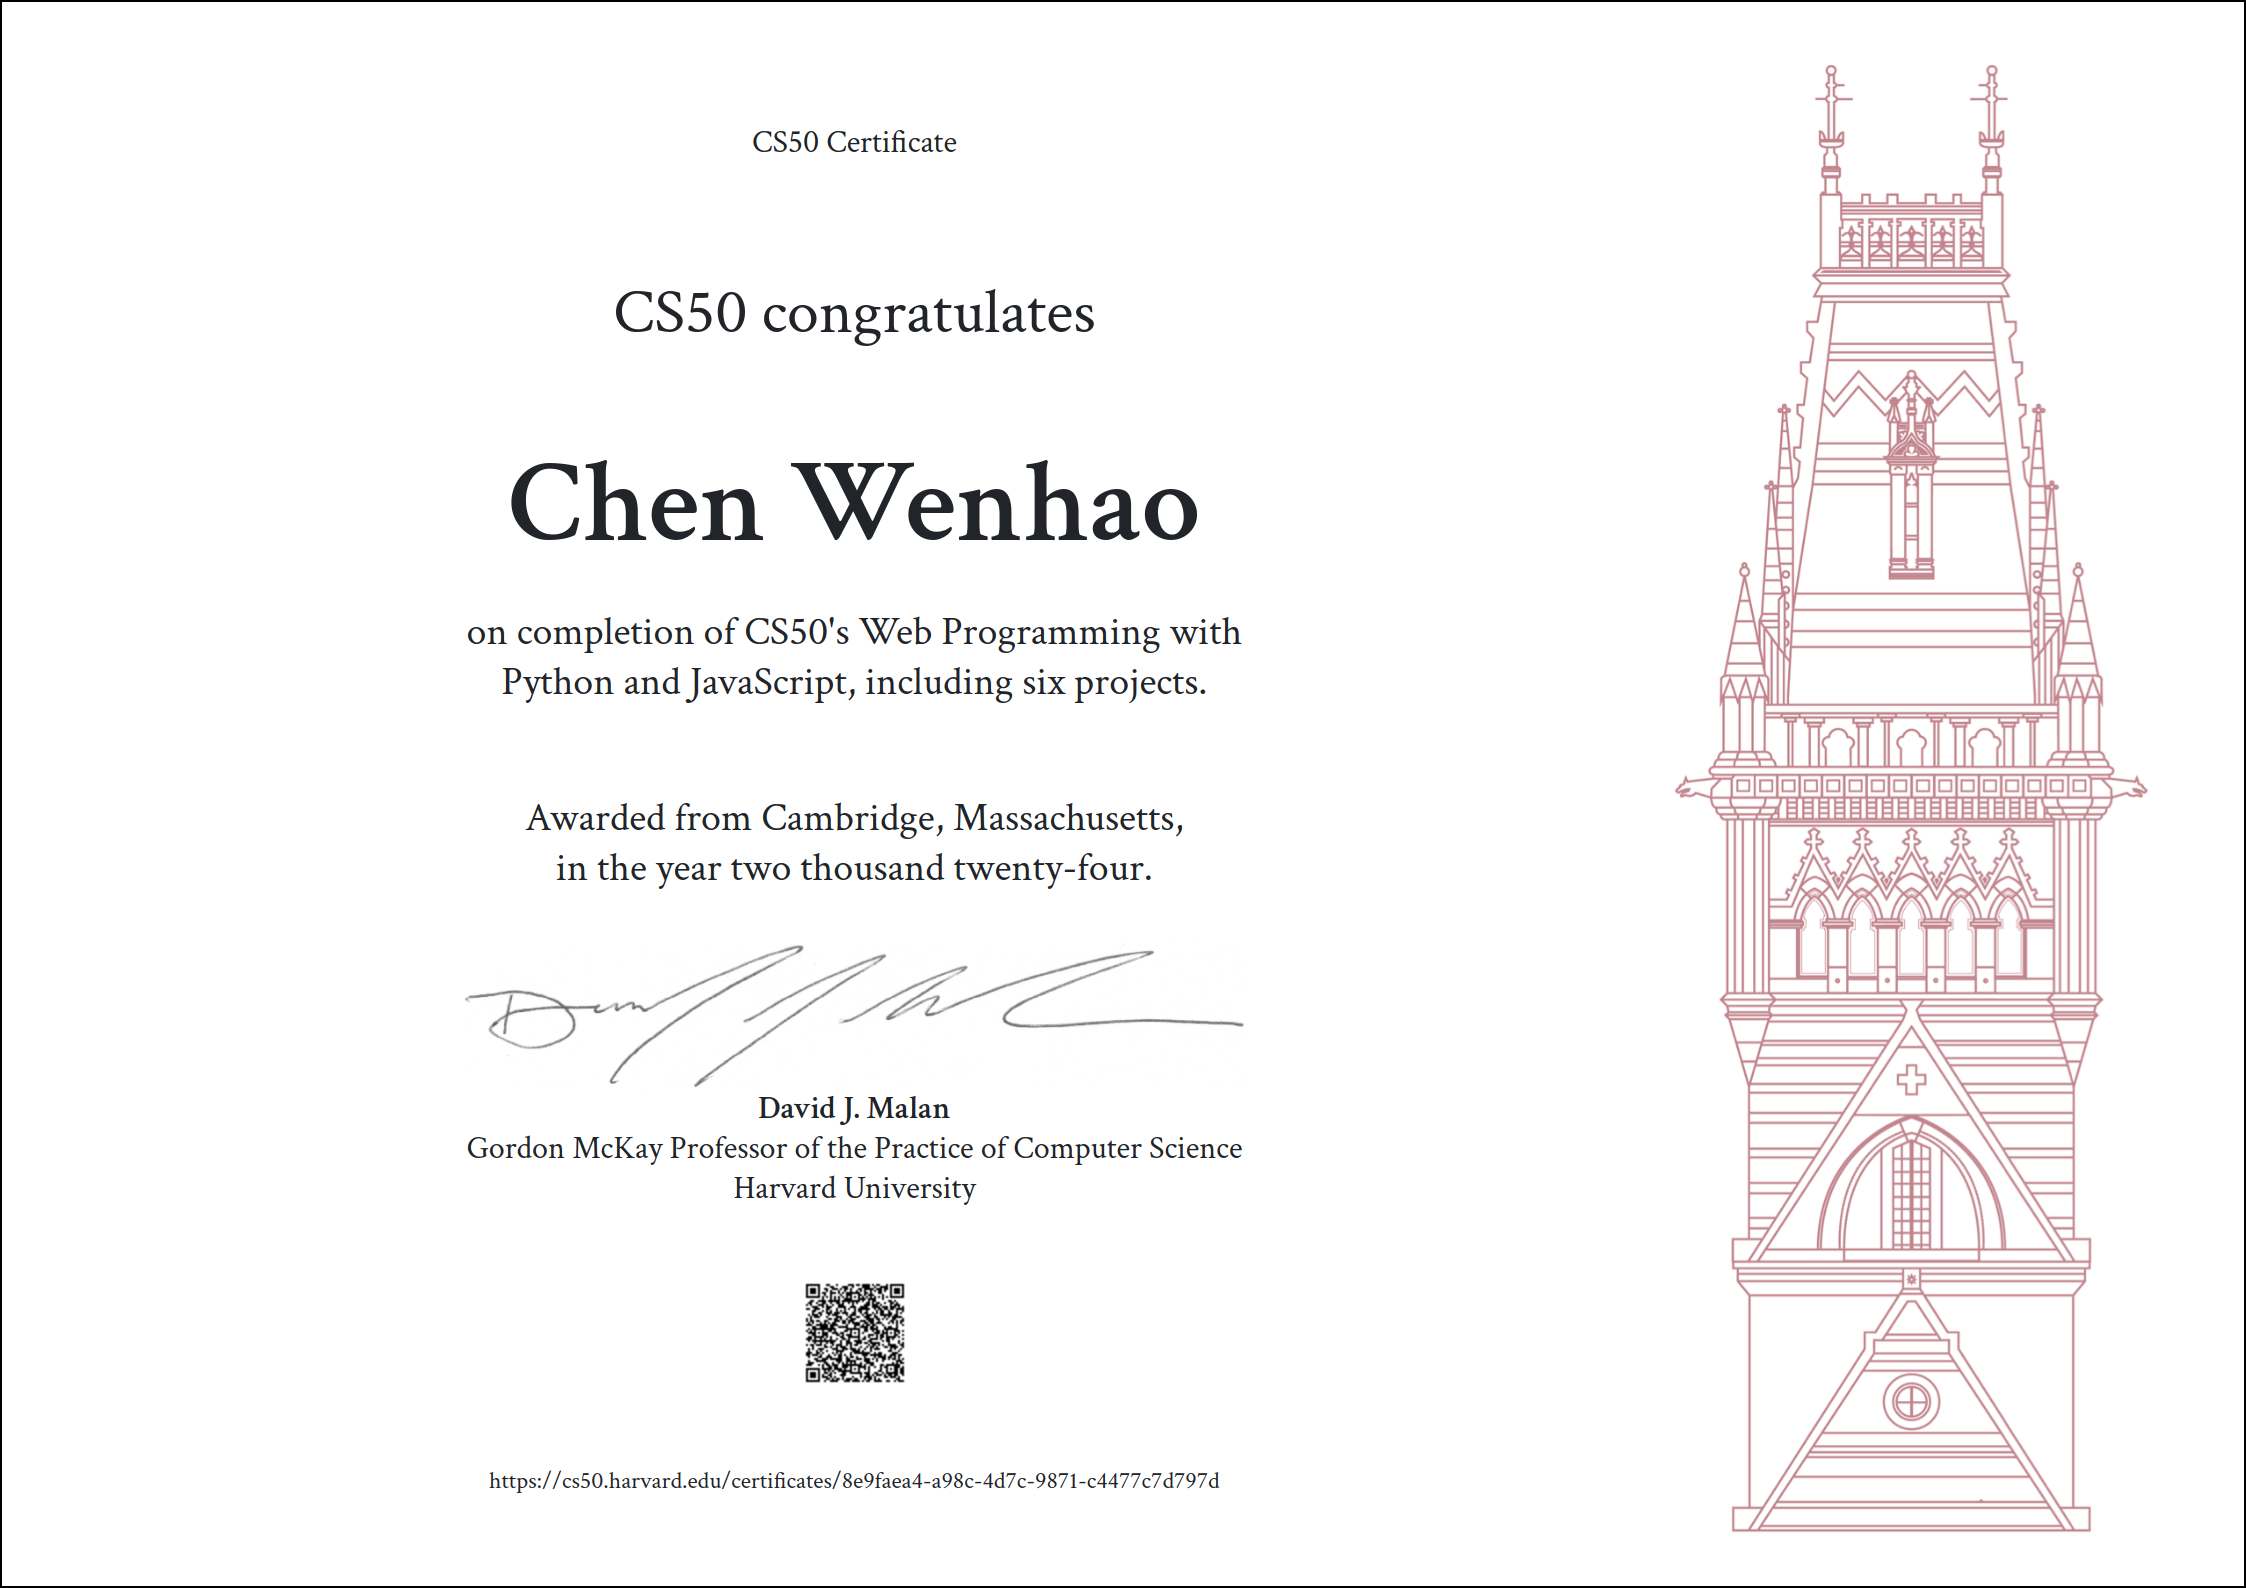 CS50 Certificate
CS50 congratulates
Chen Wenhao
on completion of CS50's Web Programming with
Python and JavaScript, including six projects.
Awarded from Cambridge, Massachusetts,
in the year two thousand twenty-four.
David J. Malan
Gordon McKay Professor of the Practice of Computer Science
Harvard University
https://cs50.harvard.edu/certificates/8e9faea4-a98c-4d7c-9871-c4477c7d797d